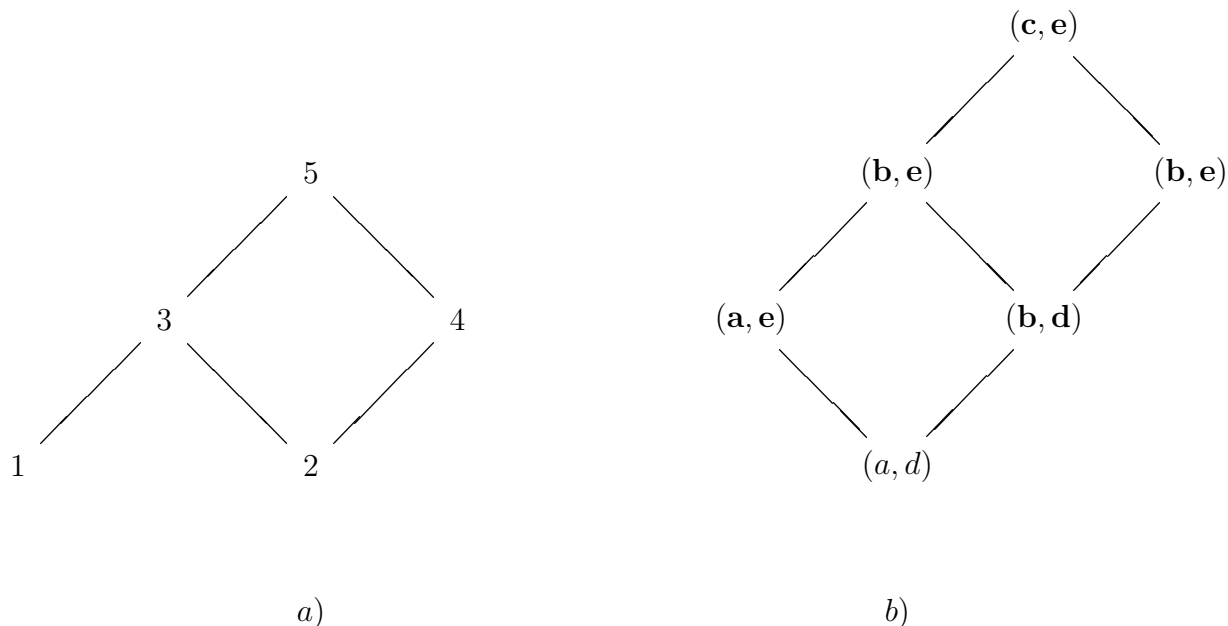 (c, e)
5 (b, e) (b, e)
3 4 (a, e) (b, d)
1 2 (a, d)
a) b)